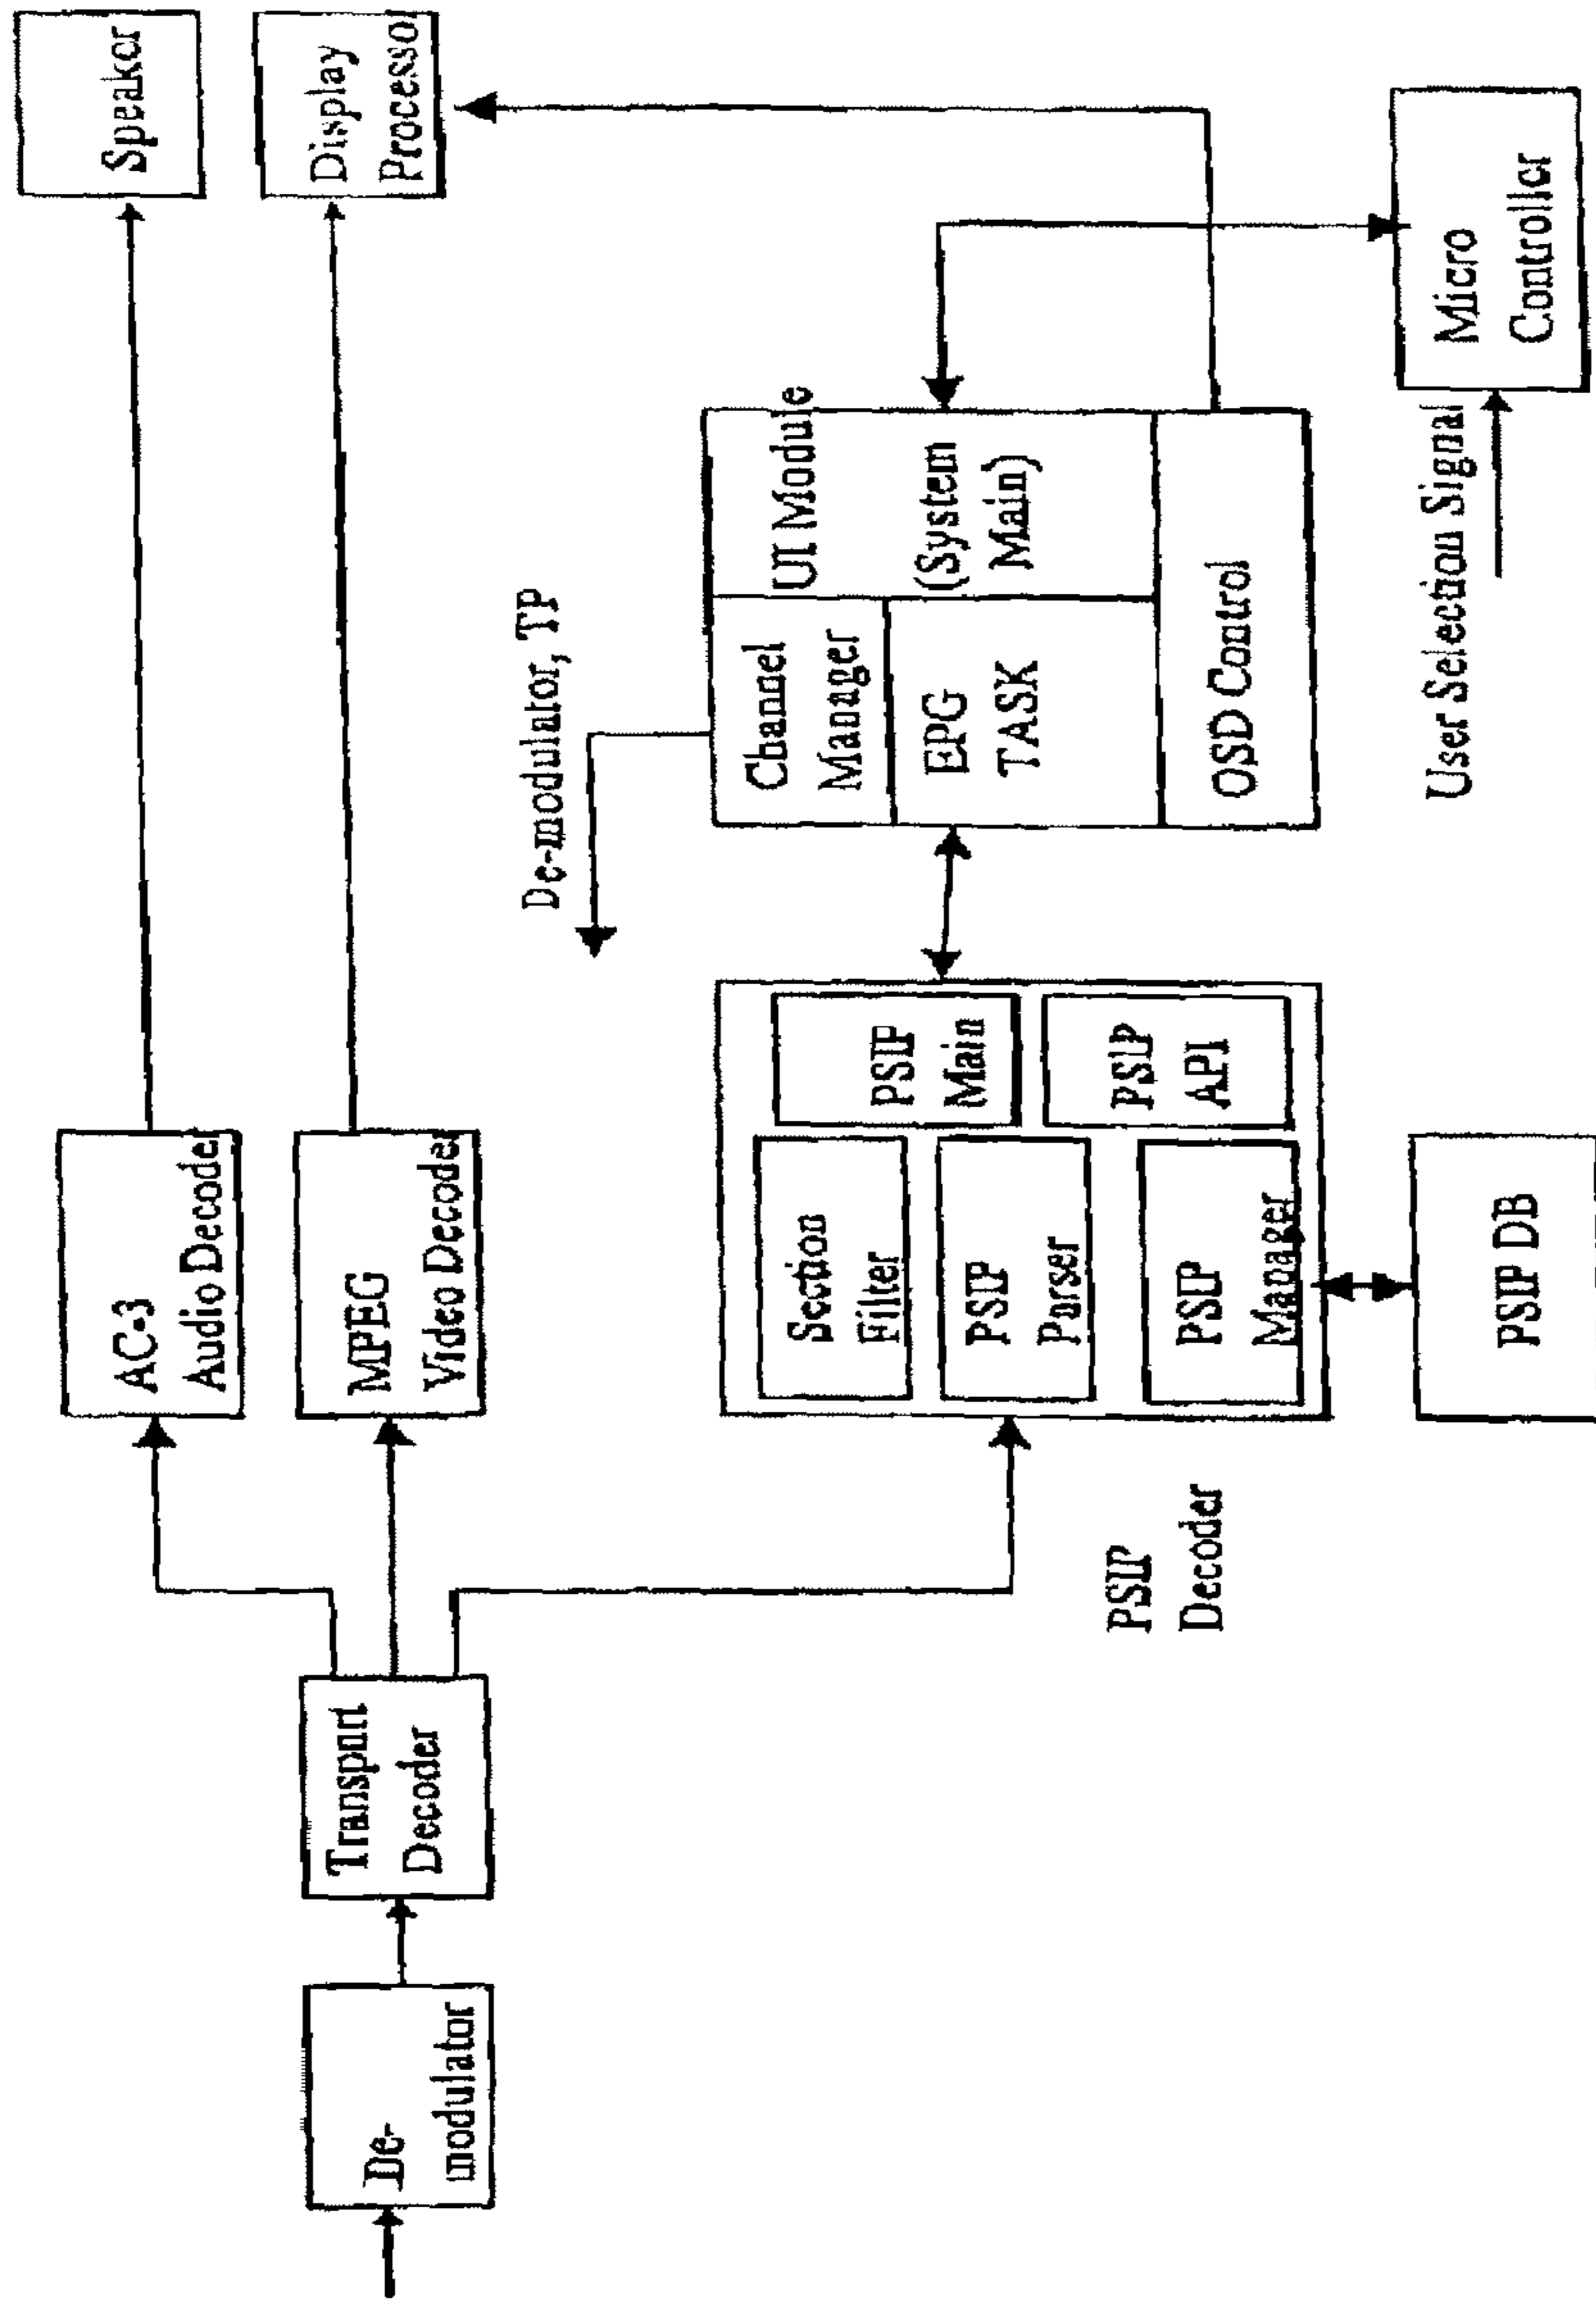 De-
modulator
Transport
Decoder
AC-3
Audio Decoder
MPEG
Video Decoder
Speaker
Display
Processor
PSIP
Decoder
Section
Filter
PSIP
Parser
PSIP
Manager
PSIP
Main
PSIP
API
PSIP DB
De-modulator, TP
Channel
Manager
UI Module
(System
Main)
EPG
TASK
OSD Control
User Selection Signal
Micro
Controller